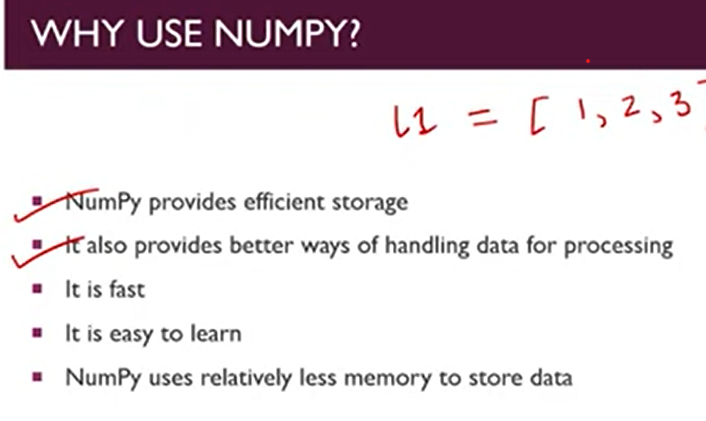 WHY USE NUMPY?
l1 = [ 1, 2, 3
NumPy provides efficient storage
It also provides better ways of handling data for processing
It is fast
It is easy to learn
NumPy uses relatively less memory to store data